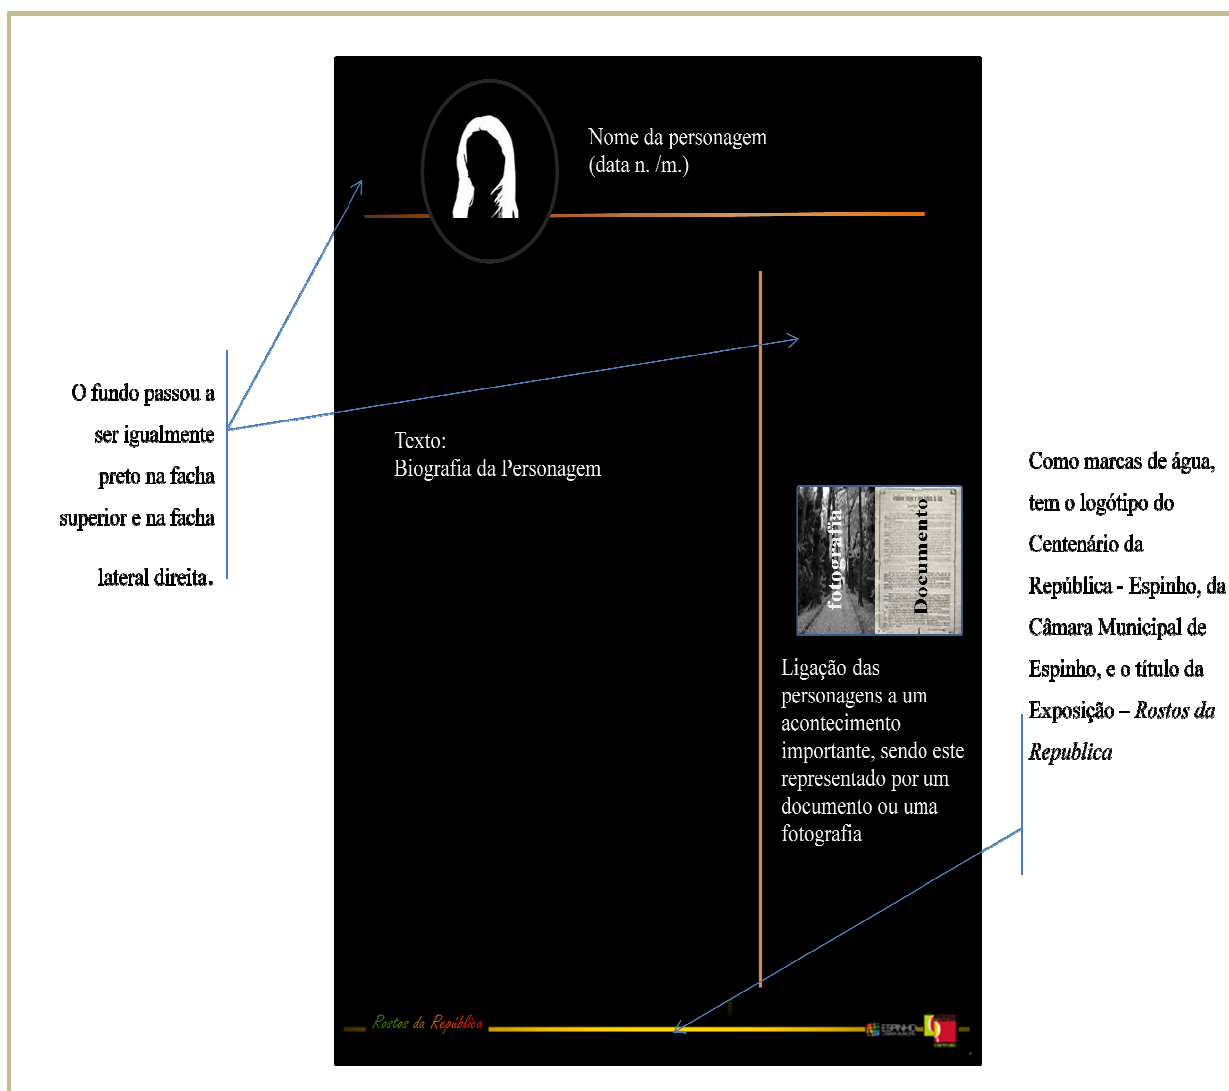 Nome da personagem
(data n. /m.)
O fundo passou a
ser igualmente
preto na facha
superior e na facha
lateral direita.
Texto:
Biografia da Personagem
fotografia
Documento
Ligação das
personagens a um
acontecimento
importante, sendo este
representado por um
documento ou uma
fotografia
Como marcas de água,
tem o logótipo do
Centenário da
República - Espinho, da
Câmara Municipal de
Espinho, e o título da
Exposição – Rostos da
Republica
Rostos da República
ESPINHO